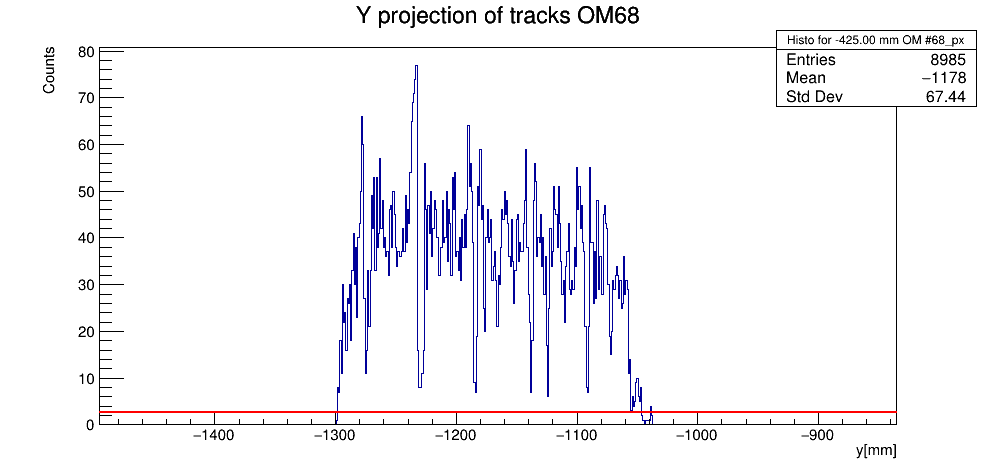 Y projection of tracks OM68
Histo for -425.00 mm OM #68_px
Entries 8985
Mean −1178
Std Dev 67.44
Counts
80
70
60
50
40
30
20
10
0
−1400 −1300 −1200 −1100 −1000 −900
y[mm]